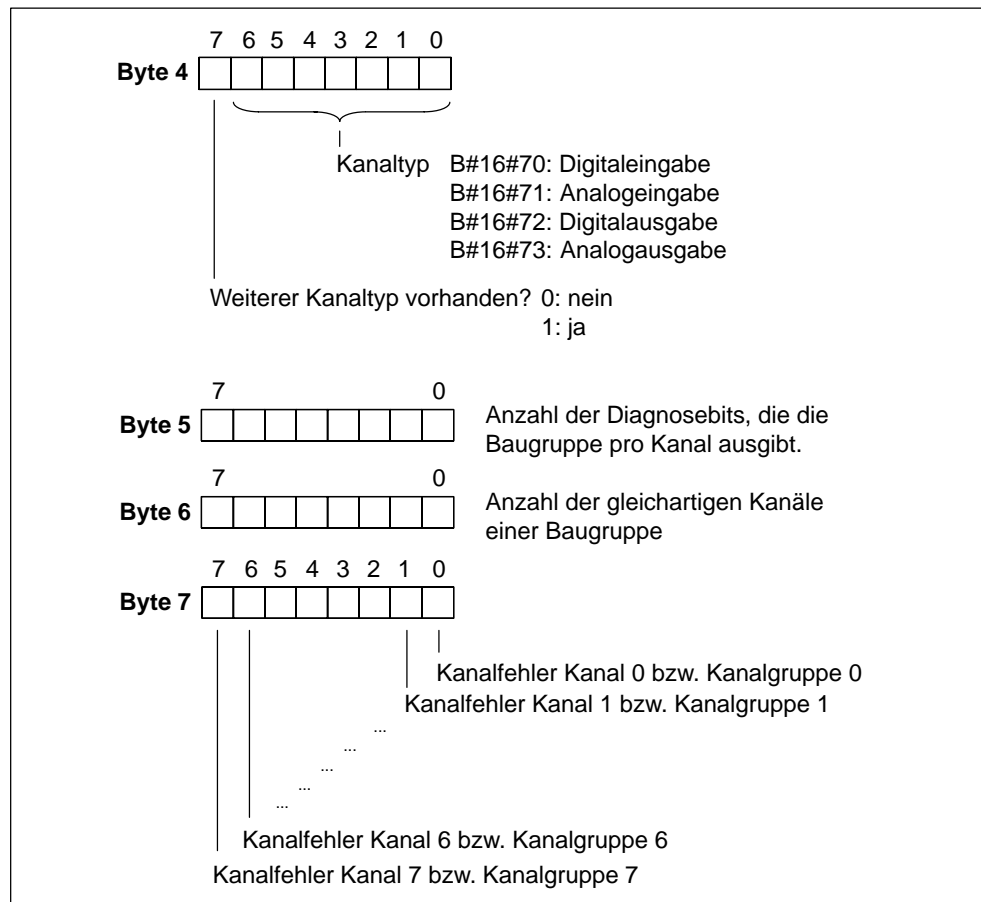 7 6 5 4 3 2 1 0
Byte 4
Kanaltyp B#16#70: Digitaleingabe
B#16#71: Analogeingabe
B#16#72: Digitalausgabe
B#16#73: Analogausgabe
Weiterer Kanaltyp vorhanden? 0: nein
1: ja
7 0
Byte 5 Anzahl der Diagnosebits, die die
Baugruppe pro Kanal ausgibt.
7 0
Byte 6 Anzahl der gleichartigen Kanäle
einer Baugruppe
7 6 5 4 3 2 1 0
Byte 7
Kanalfehler Kanal 0 bzw. Kanalgruppe 0
Kanalfehler Kanal 1 bzw. Kanalgruppe 1
...
...
...
...
...
Kanalfehler Kanal 6 bzw. Kanalgruppe 6
Kanalfehler Kanal 7 bzw. Kanalgruppe 7